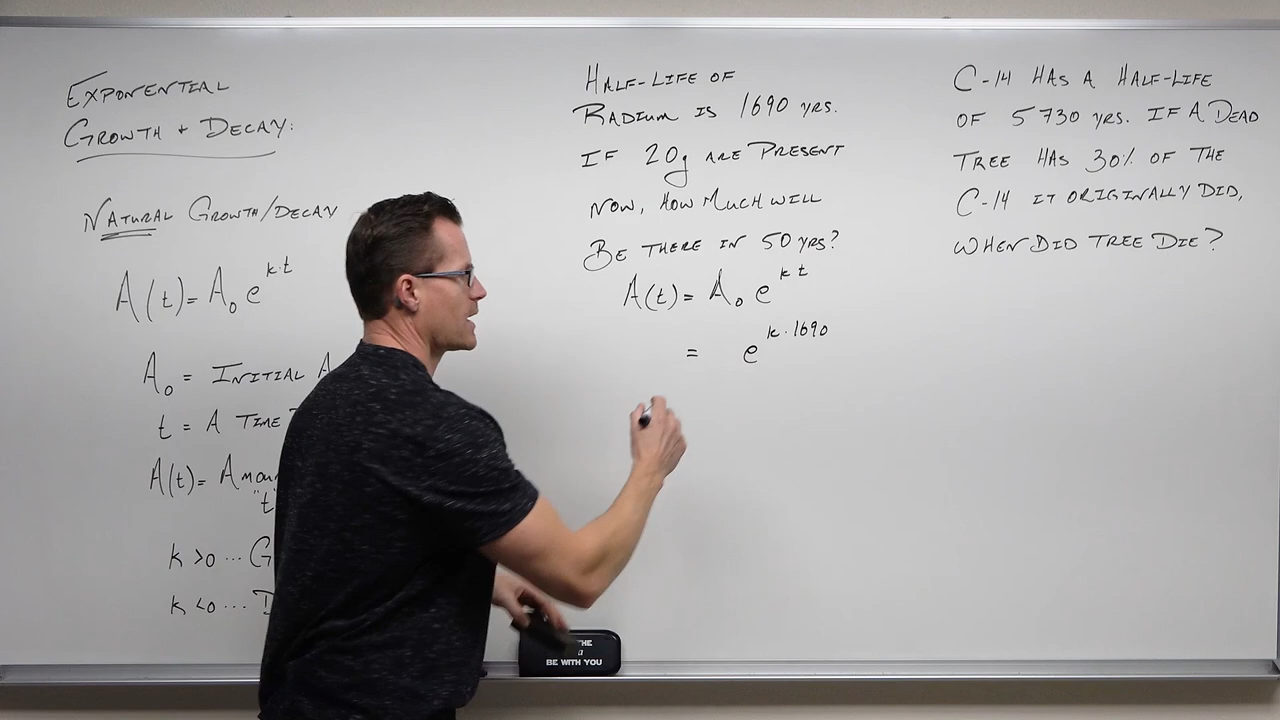 EXPONENTIAL
GROWTH + DECAY:
NATURAL GROWTH/DECAY
A(t) = A₀e^(k·t)
A₀ = INITIAL
t = A TIME
A(t) =
"t
k >0 ...
k <0 ...
HALF-LIFE OF
RADIUM IS 1690 YRS.
IF 20g ARE PRESENT
NOW, HOW MUCH WILL
BE THERE IN 50 YRS?
A(t) = A₀ e^(kt)
= e^(k·1690)
C-14 HAS A HALF-LIFE
OF 5730 YRS. IF A DEAD
TREE HAS 30% OF THE
C-14 IT ORIGINALLY DID,
WHEN DID TREE DIE?
THE
BE WITH YOU